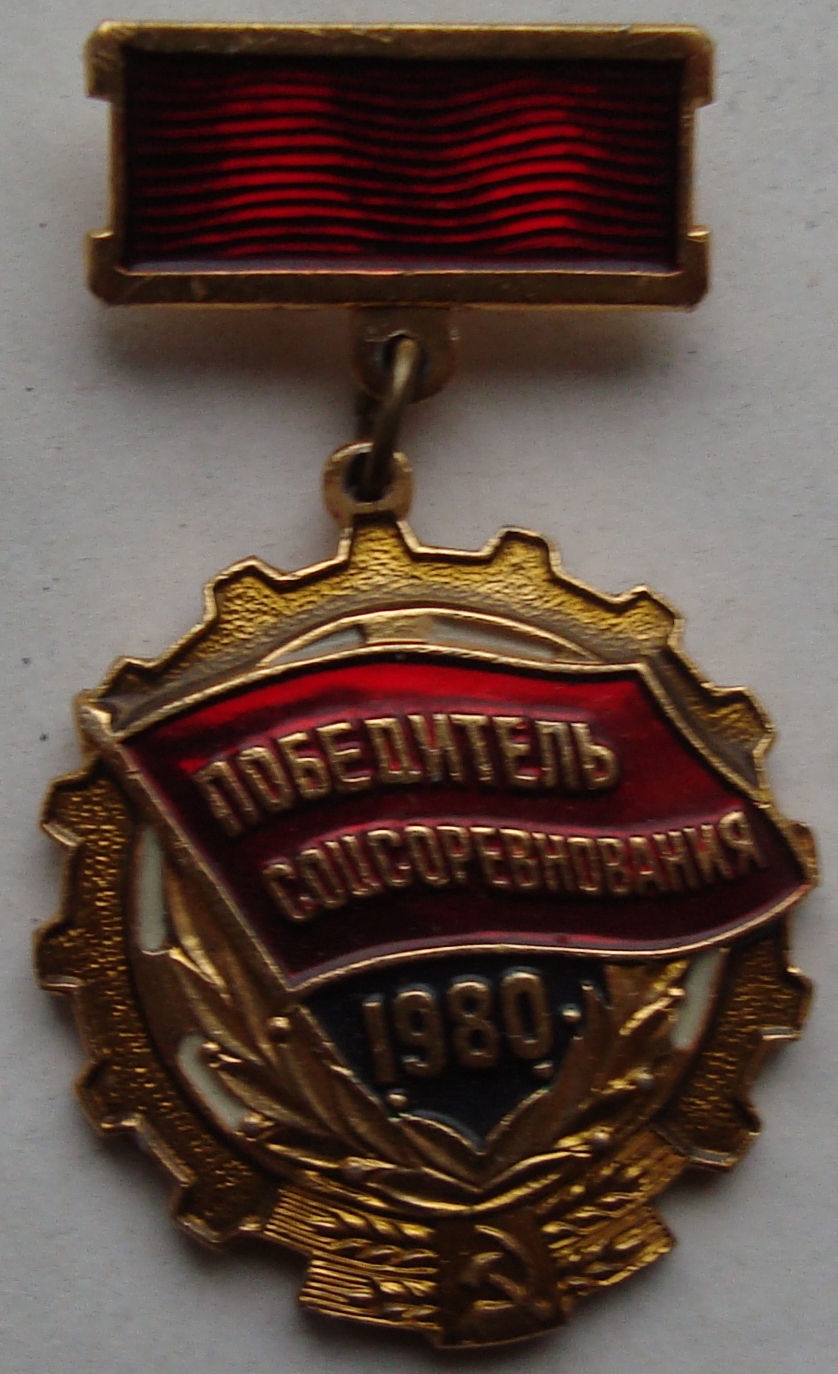 ПОБЕДИТЕЛЬ
СОЦСОРЕВНОВАНИЯ
1980